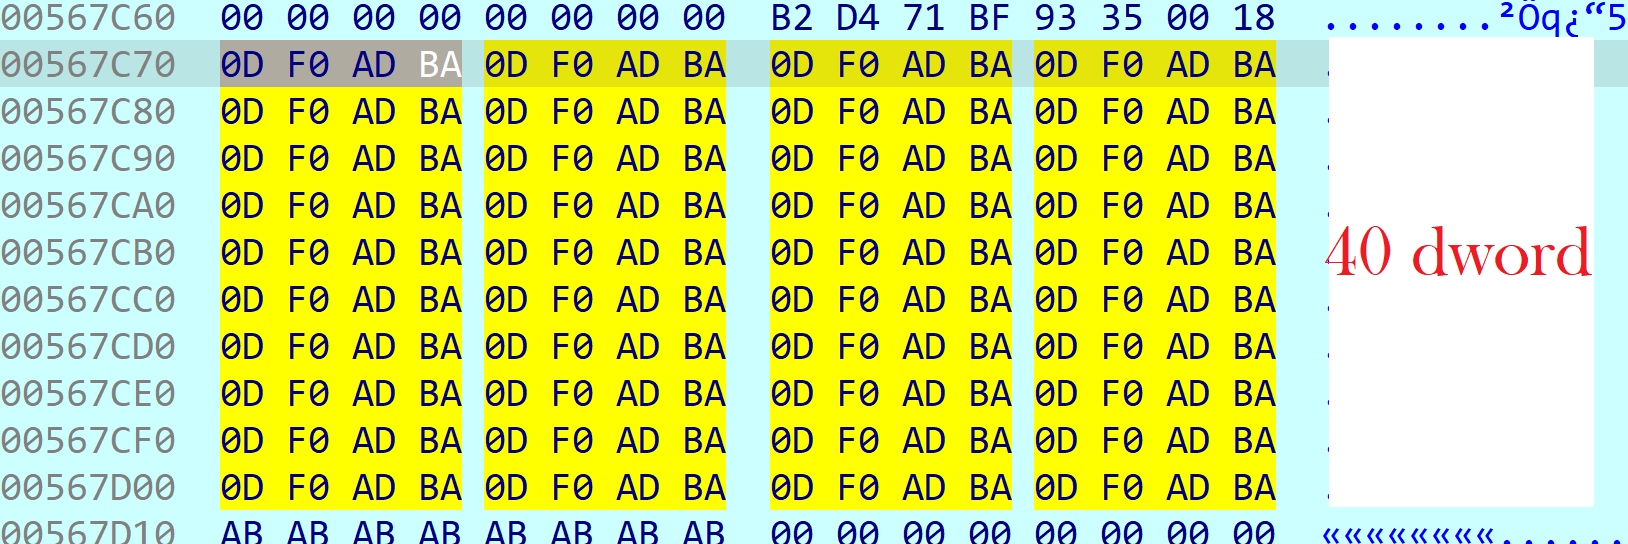 00567C60 00 00 00 00 00 00 00 00 B2 D4 71 BF 93 35 00 18 ........²Ôq¿“5
00567C70 0D F0 AD BA 0D F0 AD BA 0D F0 AD BA 0D F0 AD BA .
00567C80 0D F0 AD BA 0D F0 AD BA 0D F0 AD BA 0D F0 AD BA .
00567C90 0D F0 AD BA 0D F0 AD BA 0D F0 AD BA 0D F0 AD BA .
00567CA0 0D F0 AD BA 0D F0 AD BA 0D F0 AD BA 0D F0 AD BA .
00567CB0 0D F0 AD BA 0D F0 AD BA 0D F0 AD BA 0D F0 AD BA 40 dword
00567CC0 0D F0 AD BA 0D F0 AD BA 0D F0 AD BA 0D F0 AD BA .
00567CD0 0D F0 AD BA 0D F0 AD BA 0D F0 AD BA 0D F0 AD BA .
00567CE0 0D F0 AD BA 0D F0 AD BA 0D F0 AD BA 0D F0 AD BA .
00567CF0 0D F0 AD BA 0D F0 AD BA 0D F0 AD BA 0D F0 AD BA .
00567D00 0D F0 AD BA 0D F0 AD BA 0D F0 AD BA 0D F0 AD BA .
00567D10 AB AB AB AB AB AB AB AB 00 00 00 00 00 00 00 00 ««««««««......